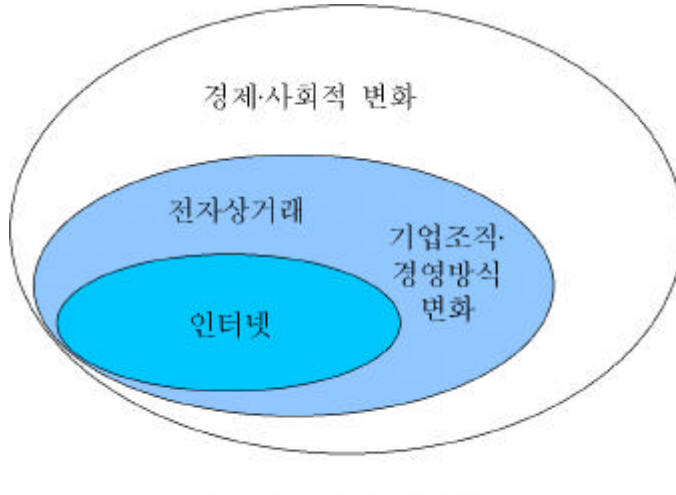 경제·사회적 변화
전자상거래
기업조직·
경영방식
변화
인터넷